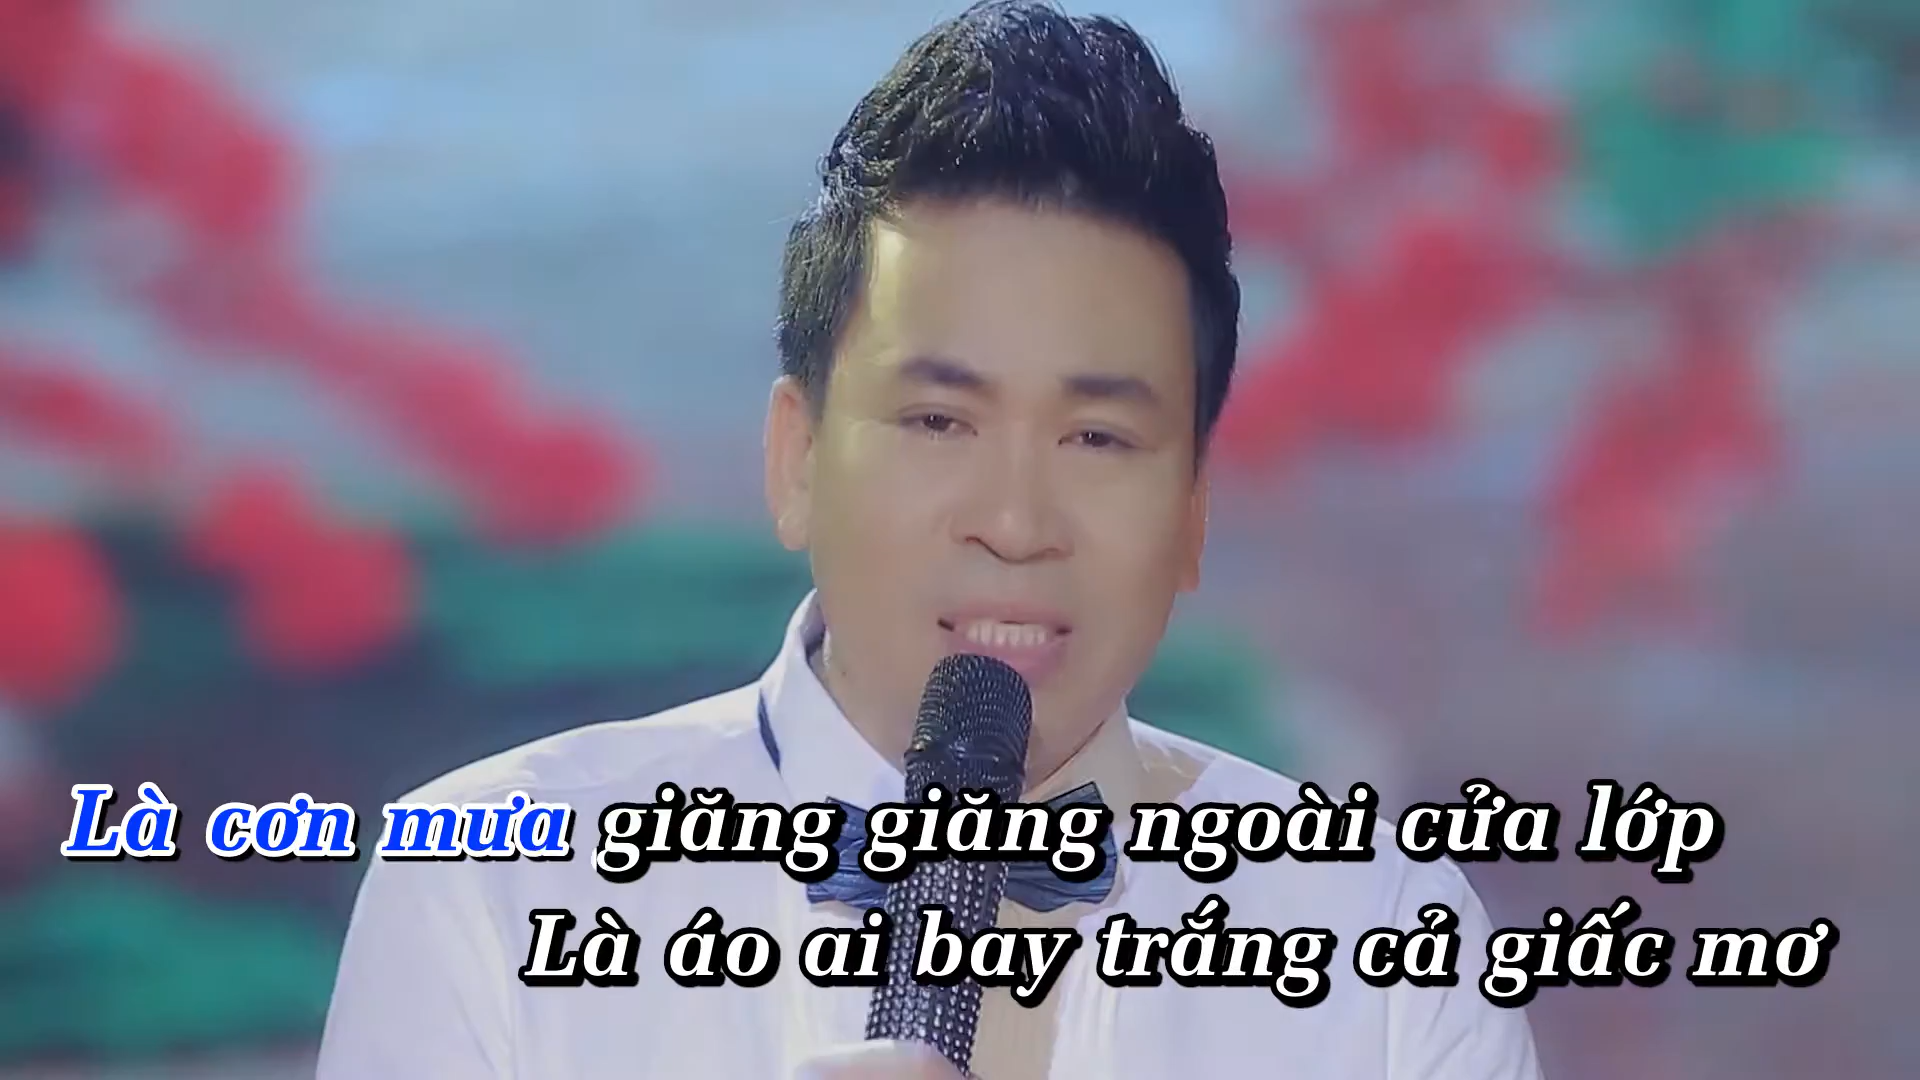 Là cơn mưa giăng giăng ngoài cửa lớp
Là áo ai bay trắng cả giấc mơ